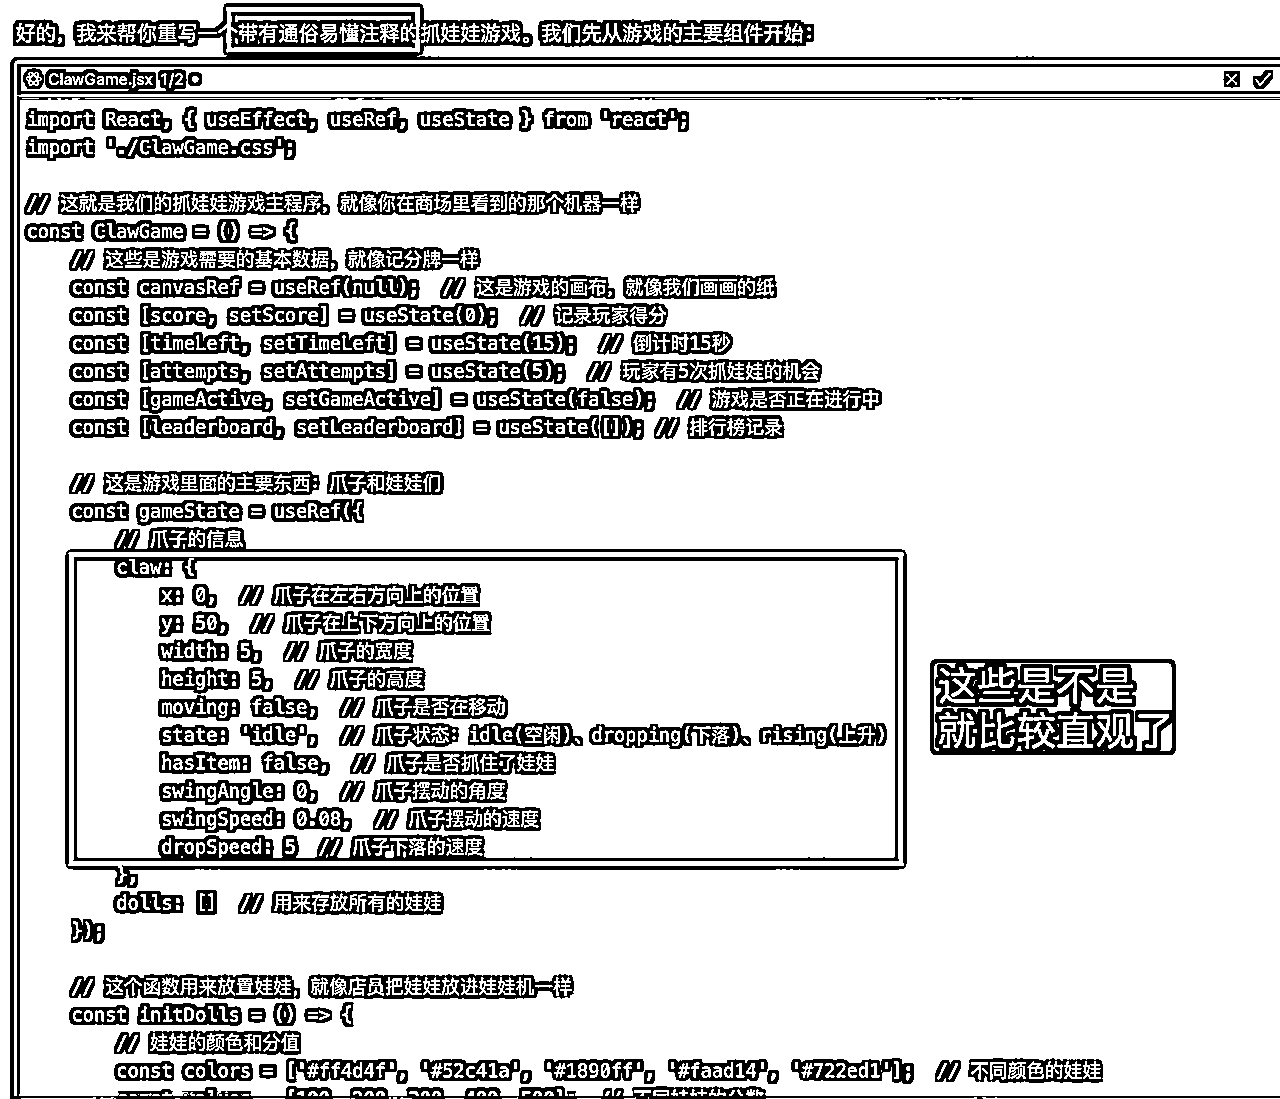 好的，我来帮你重写一个带有通俗易懂注释的抓娃娃游戏。我们先从游戏的主要组件开始：
ClawGame.jsx 1/2
import React, { useEffect, useRef, useState } from 'react';
import './ClawGame.css';
// 这就是我们的抓娃娃游戏主程序，就像你在商场里看到的那个机器一样
const ClawGame = () => {
// 这些是游戏需要的基本数据，就像记分牌一样
const canvasRef = useRef(null); // 这是游戏的画布，就像我们画画的纸
const [score, setScore] = useState(0); // 记录玩家得分
const [timeLeft, setTimeLeft] = useState(15); // 倒计时15秒
const [attempts, setAttempts] = useState(5); // 玩家有5次抓娃娃的机会
const [gameActive, setGameActive] = useState(false); // 游戏是否正在进行中
const [leaderboard, setLeaderboard] = useState([]); // 排行榜记录
// 这是游戏里面的主要东西：爪子和娃娃们
const gameState = useRef({
// 爪子的信息
claw: {
x: 0, // 爪子在左右方向上的位置
y: 50, // 爪子在上下方向上的位置
width: 5, // 爪子的宽度
height: 5, // 爪子的高度
moving: false, // 爪子是否在移动
state: 'idle', // 爪子状态：idle(空闲)、dropping(下落)、rising(上升)
hasItem: false, // 爪子是否抓住了娃娃
swingAngle: 0, // 爪子摆动的角度
swingSpeed: 0.08, // 爪子摆动的速度
dropSpeed: 5 // 爪子下落的速度
这些是不是
就比较直观了
},
dolls: [] // 用来存放所有的娃娃
});
// 这个函数用来放置娃娃，就像店员把娃娃放进娃娃机一样
const initDolls = () => {
// 娃娃的颜色和分值
const colors = ['#ff4d4f', '#52c41a', '#1890ff', '#faad14', '#722ed1']; // 不同颜色的娃娃